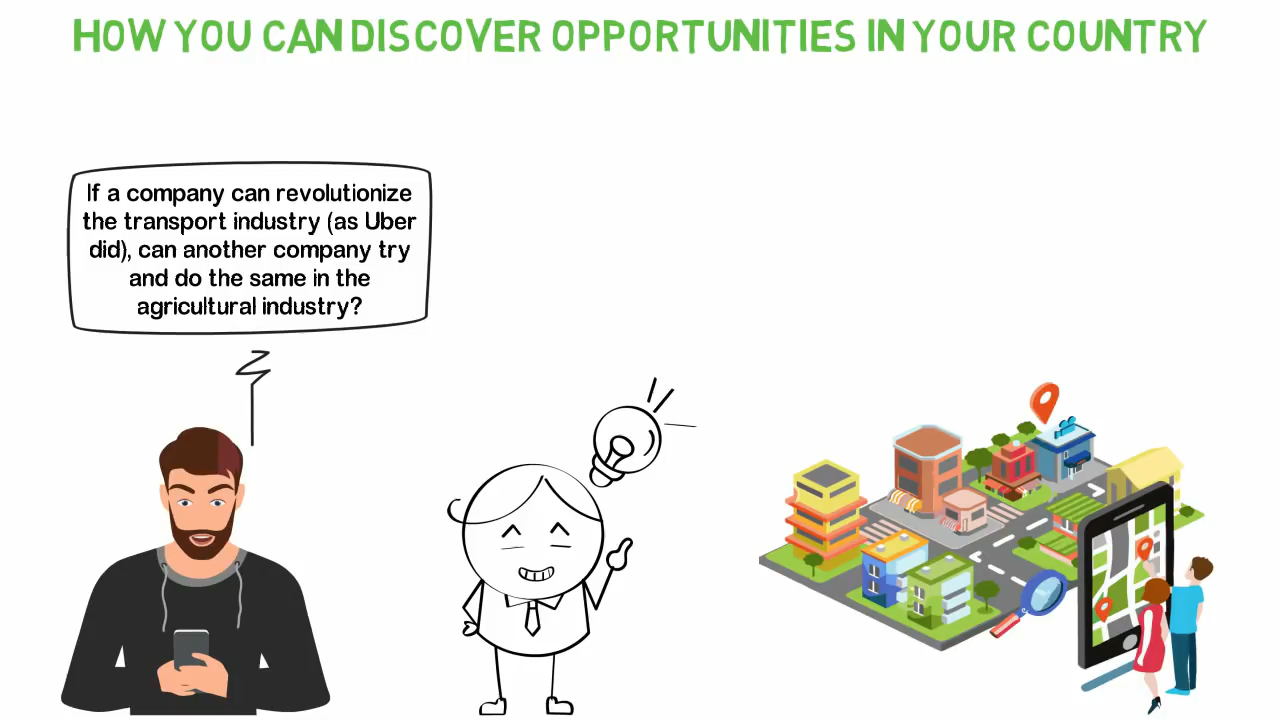 HOW YOU CAN DISCOVER OPPORTUNITIES IN YOUR COUNTRY
If a company can revolutionize
the transport industry (as Uber
did), can another company try
and do the same in the
agricultural industry?